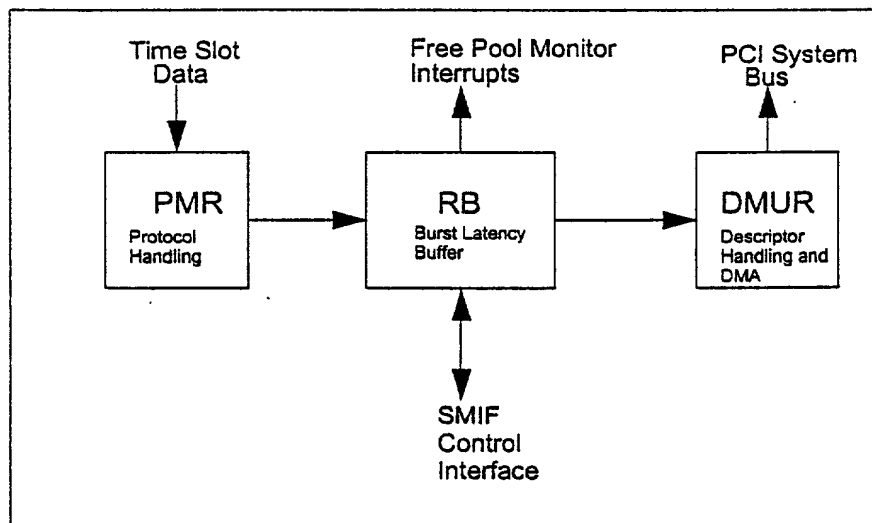 Time Slot
Data
Free Pool Monitor
Interrupts
PCI System
Bus
PMR
Protocol
Handling
RB
Burst Latency
Buffer
DMUR
Descriptor
Handling and
DMA
SMIF
Control
Interface